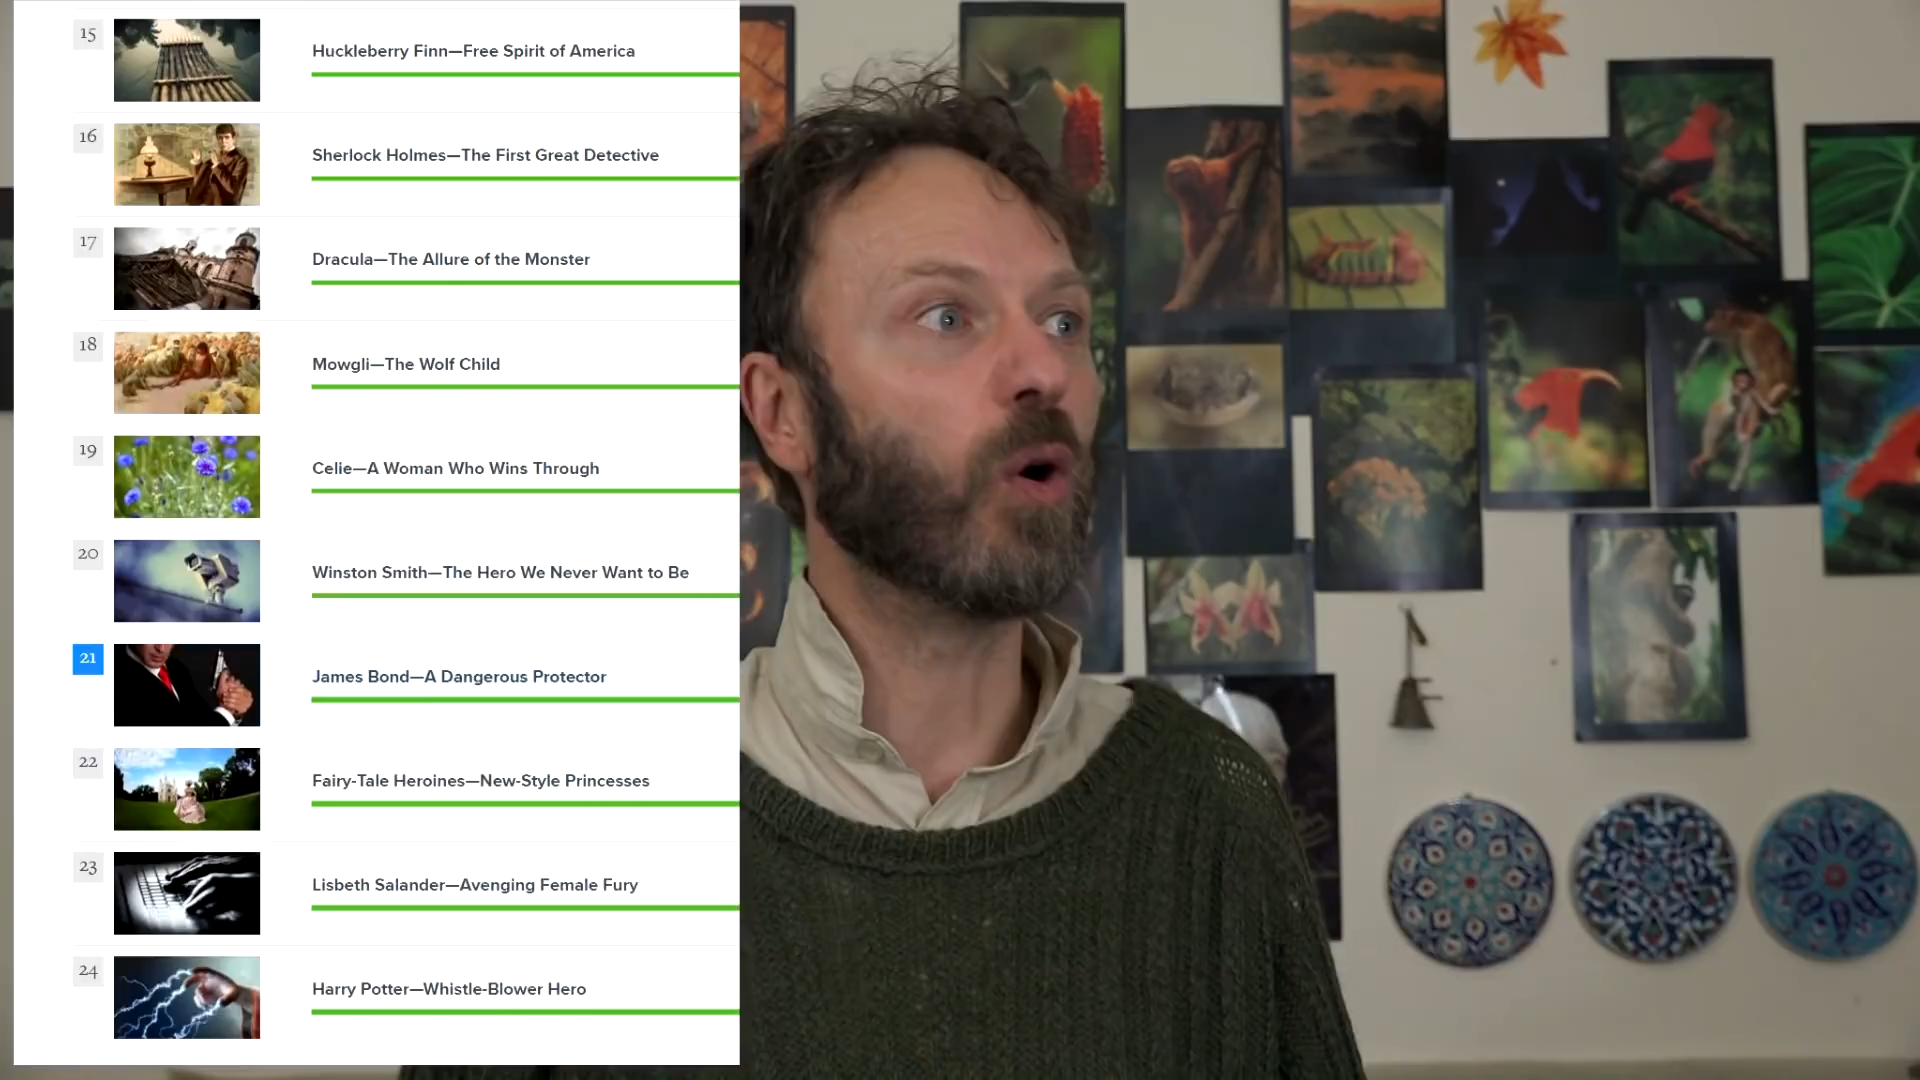 15
Huckleberry Finn—Free Spirit of America
16
Sherlock Holmes—The First Great Detective
17
Dracula—The Allure of the Monster
18
Mowgli—The Wolf Child
19
Celie—A Woman Who Wins Through
20
Winston Smith—The Hero We Never Want to Be
21
James Bond—A Dangerous Protector
22
Fairy-Tale Heroines—New-Style Princesses
23
Lisbeth Salander—Avenging Female Fury
24
Harry Potter—Whistle-Blower Hero